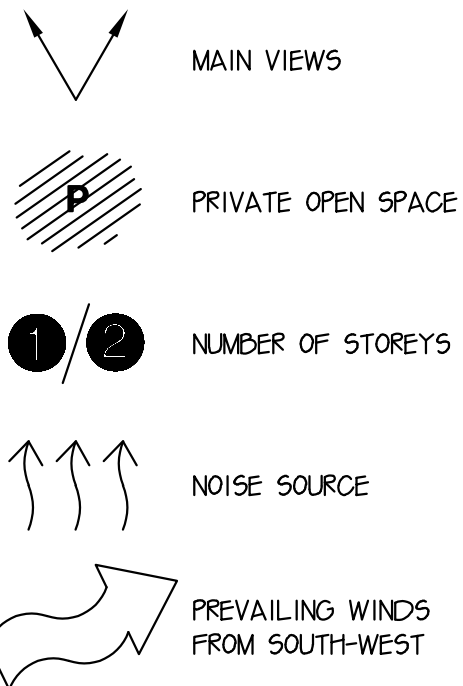 MAIN VIEWS
P
PRIVATE OPEN SPACE
1/2
NUMBER OF STOREYS
NOISE SOURCE
PREVAILING WINDS
FROM SOUTH-WEST